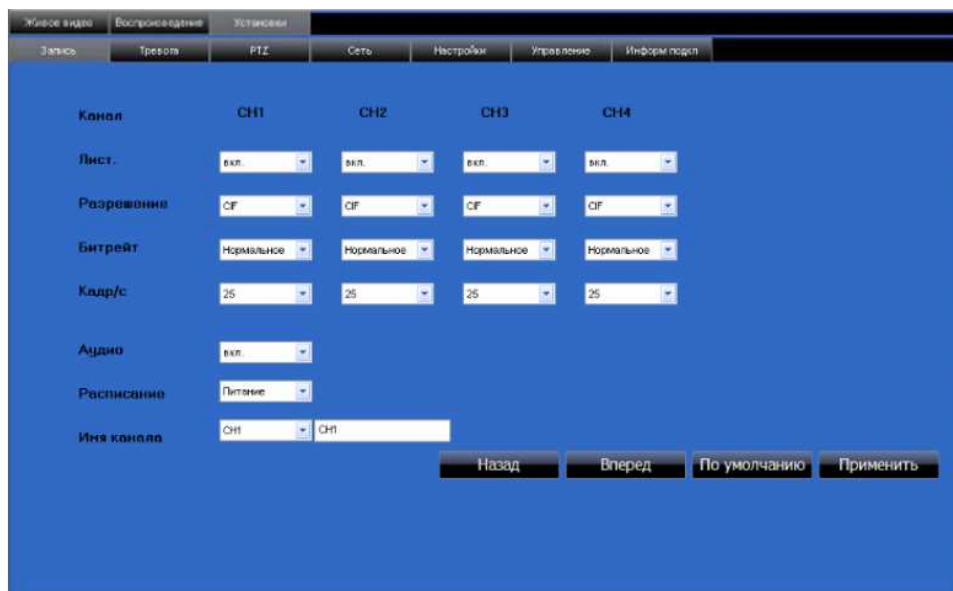 Живое видео Воспроизведение Установки
Запись Тревога PTZ Сеть Настройки Управление Информ подкл
Канал CH1 CH2 CH3 CH4
Лист. вкл. вкл. вкл. вкл.
Разрешение CIF CIF CIF CIF
Битрейт Нормальное Нормальное Нормальное Нормальное
Кадр/с 25 25 25 25
Аудио вкл.
Расписание Питание
Имя канала CH1 CH1
Назад Вперед По умолчанию Применить